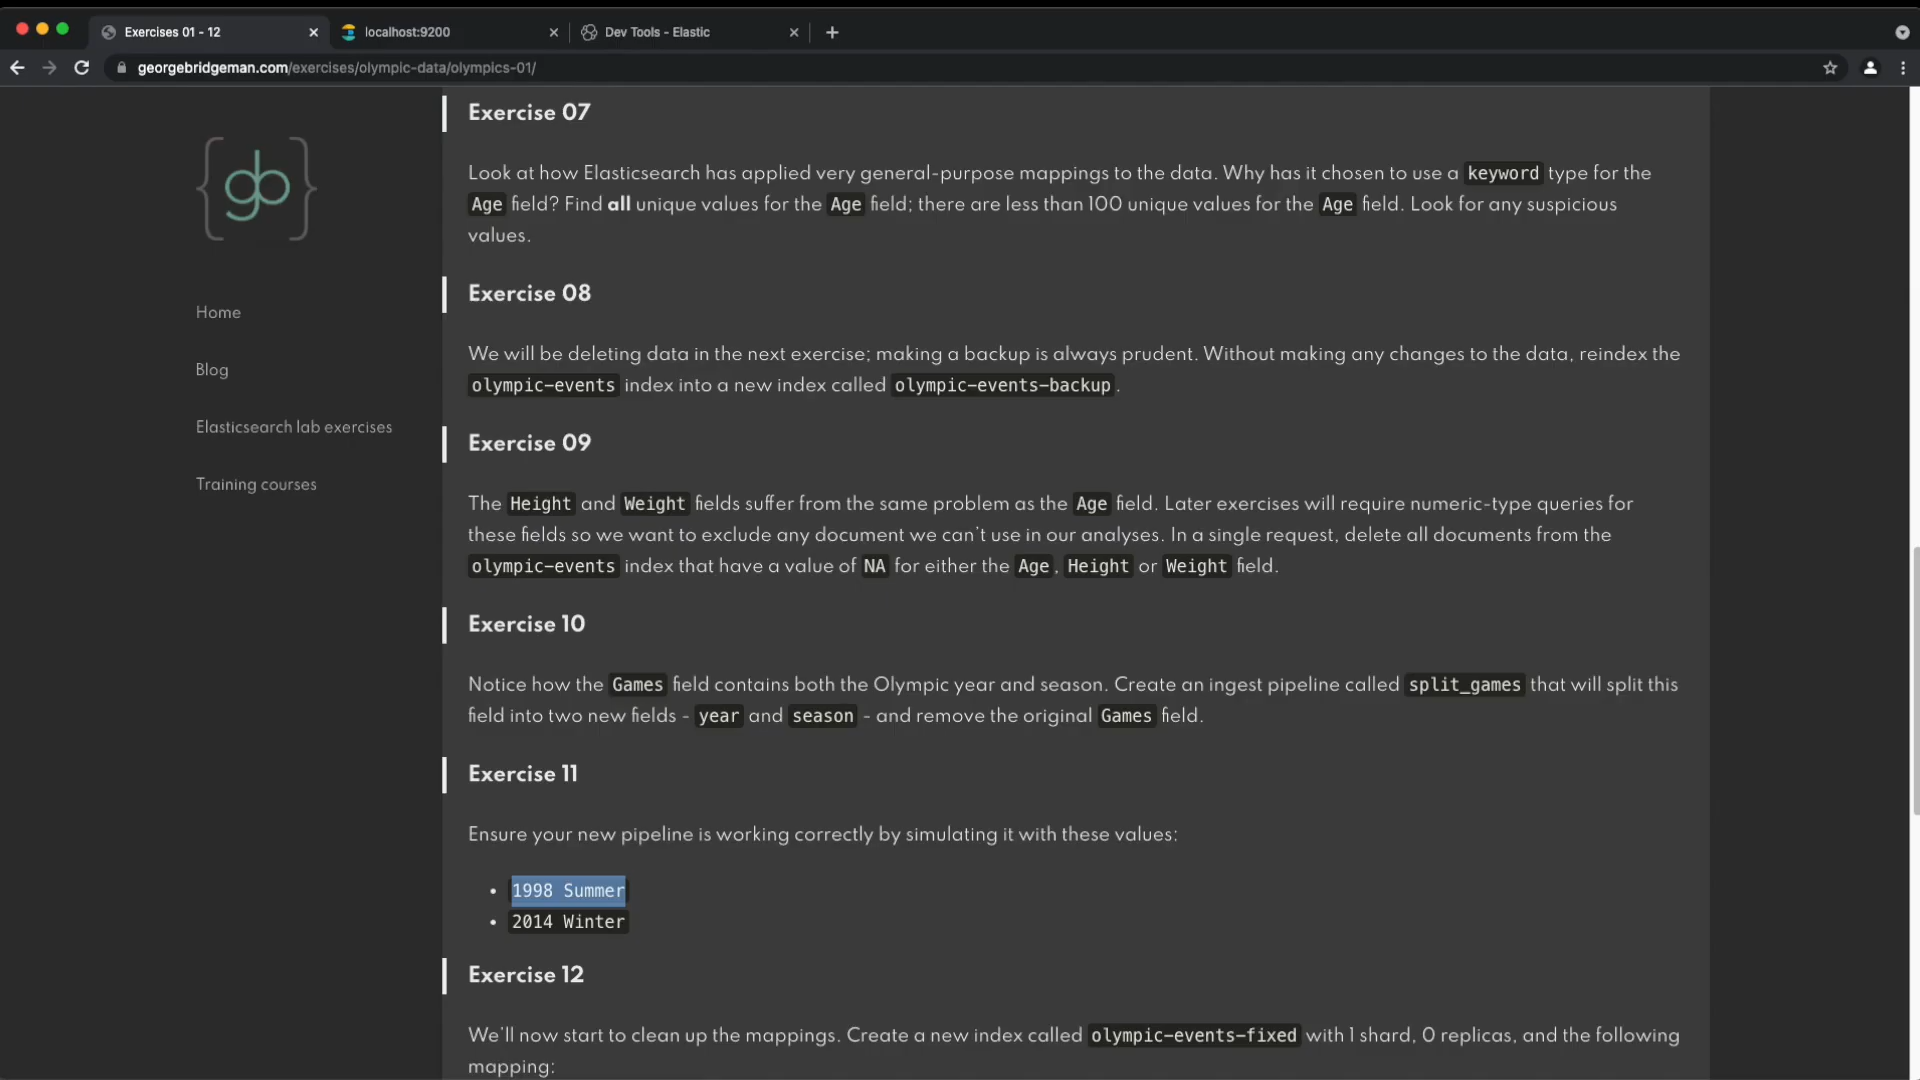 Exercises 01 - 12
localhost:9200
Dev Tools - Elastic
georgebridgeman.com/exercises/olympic-data/olympics-01/
gb
Home
Blog
Elasticsearch lab exercises
Training courses
Exercise 07
Look at how Elasticsearch has applied very general-purpose mappings to the data. Why has it chosen to use a keyword type for the
Age field? Find all unique values for the Age field; there are less than 100 unique values for the Age field. Look for any suspicious
values.
Exercise 08
We will be deleting data in the next exercise; making a backup is always prudent. Without making any changes to the data, reindex the
olympic-events index into a new index called olympic-events-backup.
Exercise 09
The Height and Weight fields suffer from the same problem as the Age field. Later exercises will require numeric-type queries for
these fields so we want to exclude any document we can't use in our analyses. In a single request, delete all documents from the
olympic-events index that have a value of NA for either the Age, Height or Weight field.
Exercise 10
Notice how the Games field contains both the Olympic year and season. Create an ingest pipeline called split_games that will split this
field into two new fields - year and season - and remove the original Games field.
Exercise 11
Ensure your new pipeline is working correctly by simulating it with these values:
• 1998 Summer
• 2014 Winter
Exercise 12
We'll now start to clean up the mappings. Create a new index called olympic-events-fixed with 1 shard, 0 replicas, and the following
mapping: